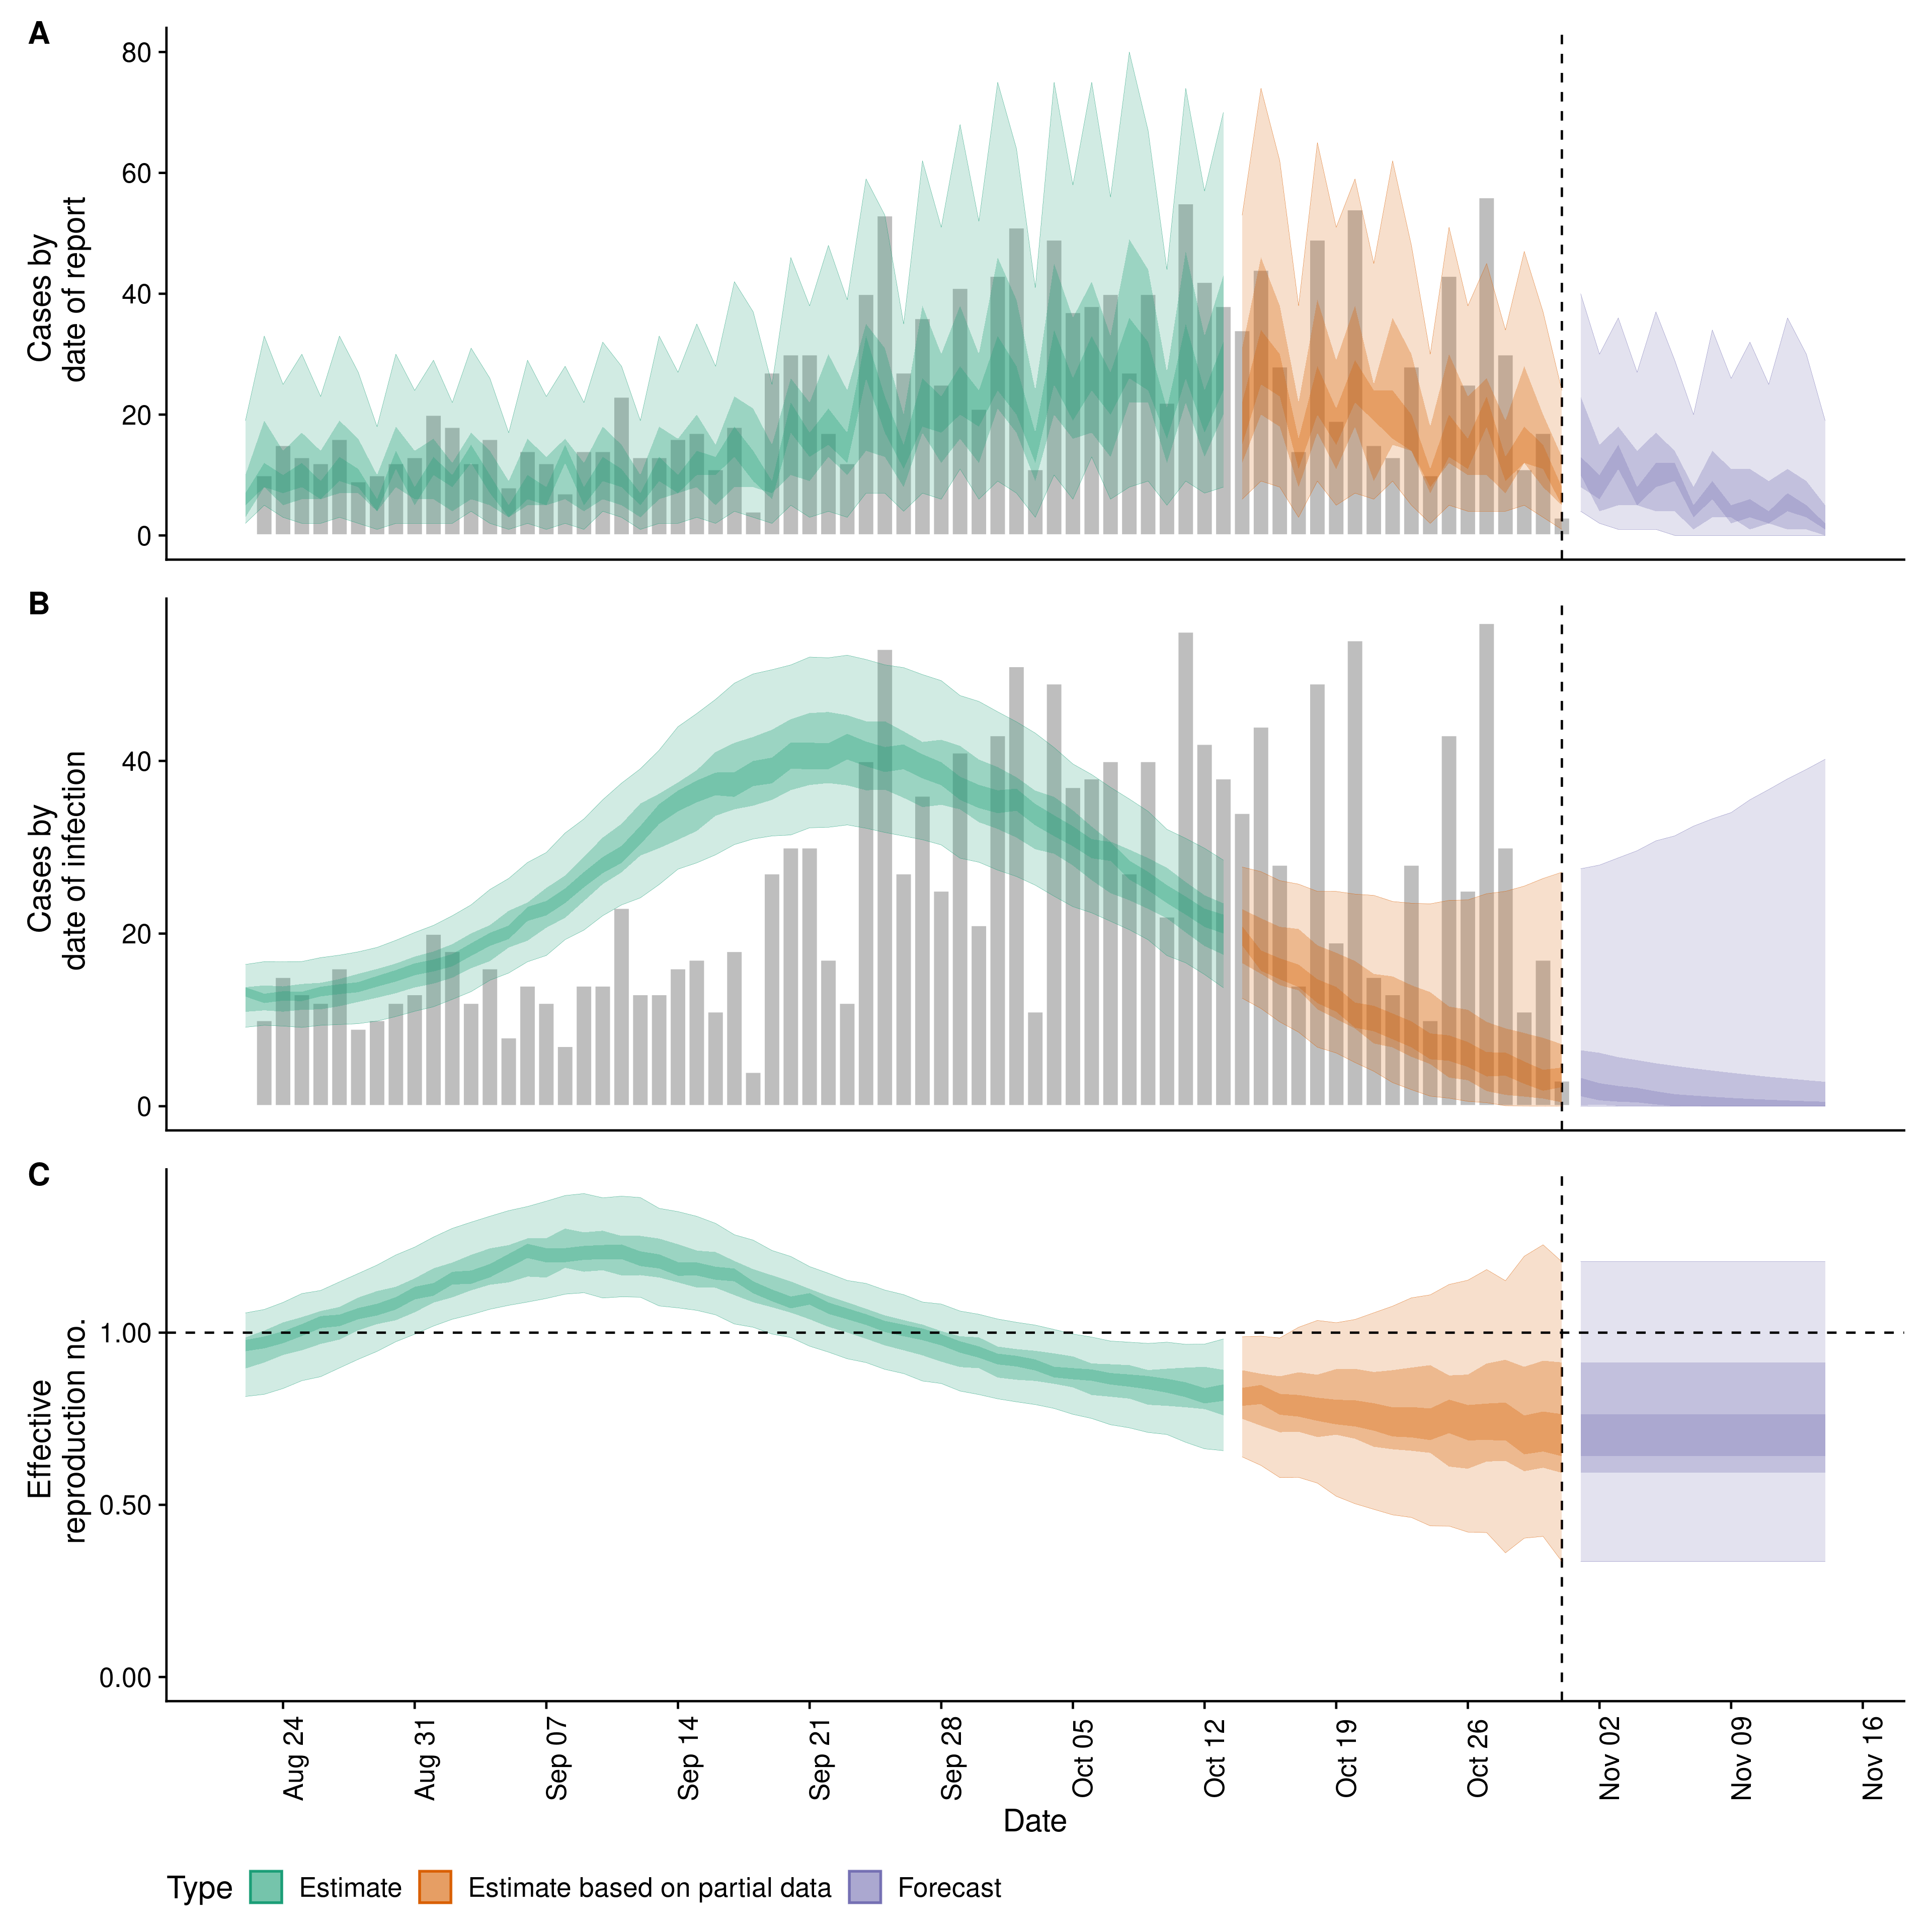 A
80
60
40
20
0
Cases by
date of report
B
40
20
0
Cases by
date of infection
C
1.00
0.50
0.00
Effective
reproduction no.
Aug 24
Aug 31
Sep 07
Sep 14
Sep 21
Sep 28
Oct 05
Oct 12
Oct 19
Oct 26
Nov 02
Nov 09
Nov 16
Date
Type Estimate Estimate based on partial data Forecast